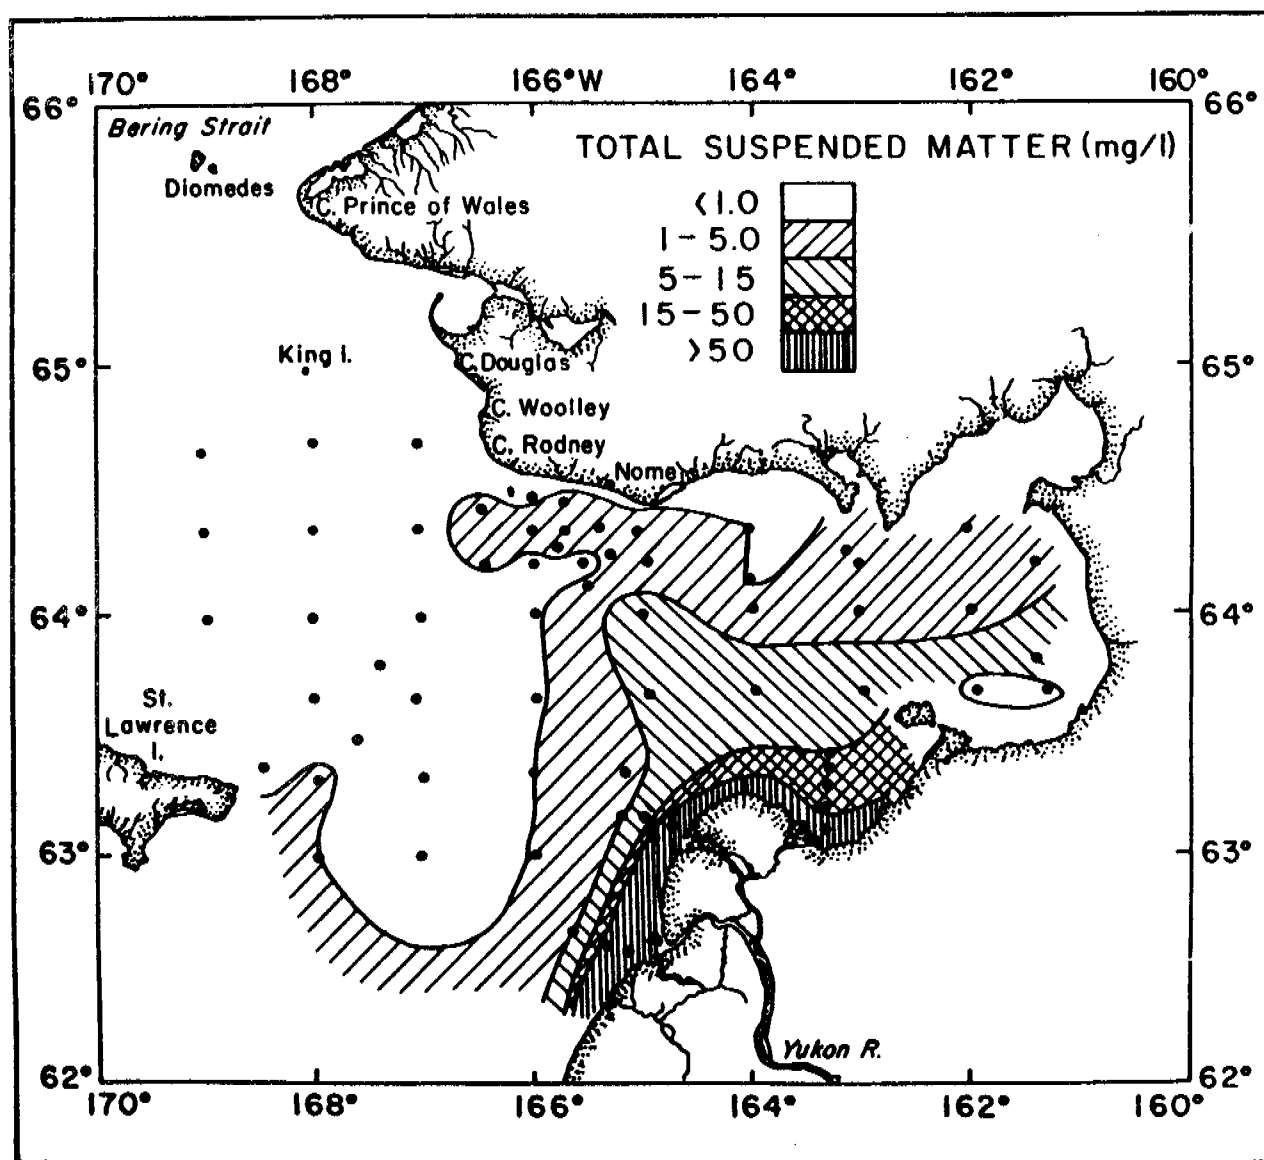 170° 168° 166°W 164° 162° 160°
66° 66°
Bering Strait
TOTAL SUSPENDED MATTER (mg/l)
Diomedes
C. Prince of Wales
<1.0
1-5.0
5-15
15-50
>50
King I.
65° 65°
C. Douglas
C. Woolley
C. Rodney
Nome
64° 64°
St.
Lawrence
I.
63° 63°
Yukon R.
62° 62°
170° 168° 166° 164° 162° 160°